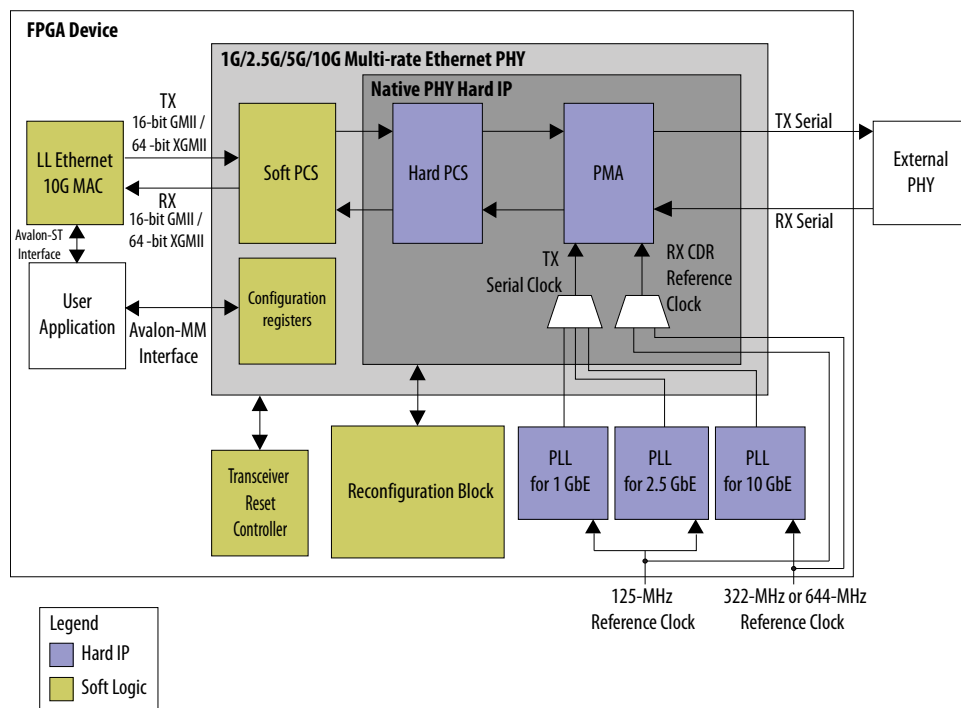 FPGA Device
1G/2.5G/5G/10G Multi-rate Ethernet PHY
Native PHY Hard IP
TX
16-bit GMII /
64 -bit XGMII
LL Ethernet
10G MAC
Soft PCS
Hard PCS
PMA
TX Serial
External
PHY
RX
16-bit GMII /
64 -bit XGMII
RX Serial
Avalon-ST
Interface
User
Application
Avalon-MM
Interface
Configuration
registers
TX
Serial Clock
RX CDR
Reference
Clock
Transceiver
Reset
Controller
Reconfiguration Block
PLL
for 1 GbE
PLL
for 2.5 GbE
PLL
for 10 GbE
125-MHz
Reference Clock
322-MHz or 644-MHz
Reference Clock
Legend
Hard IP
Soft Logic